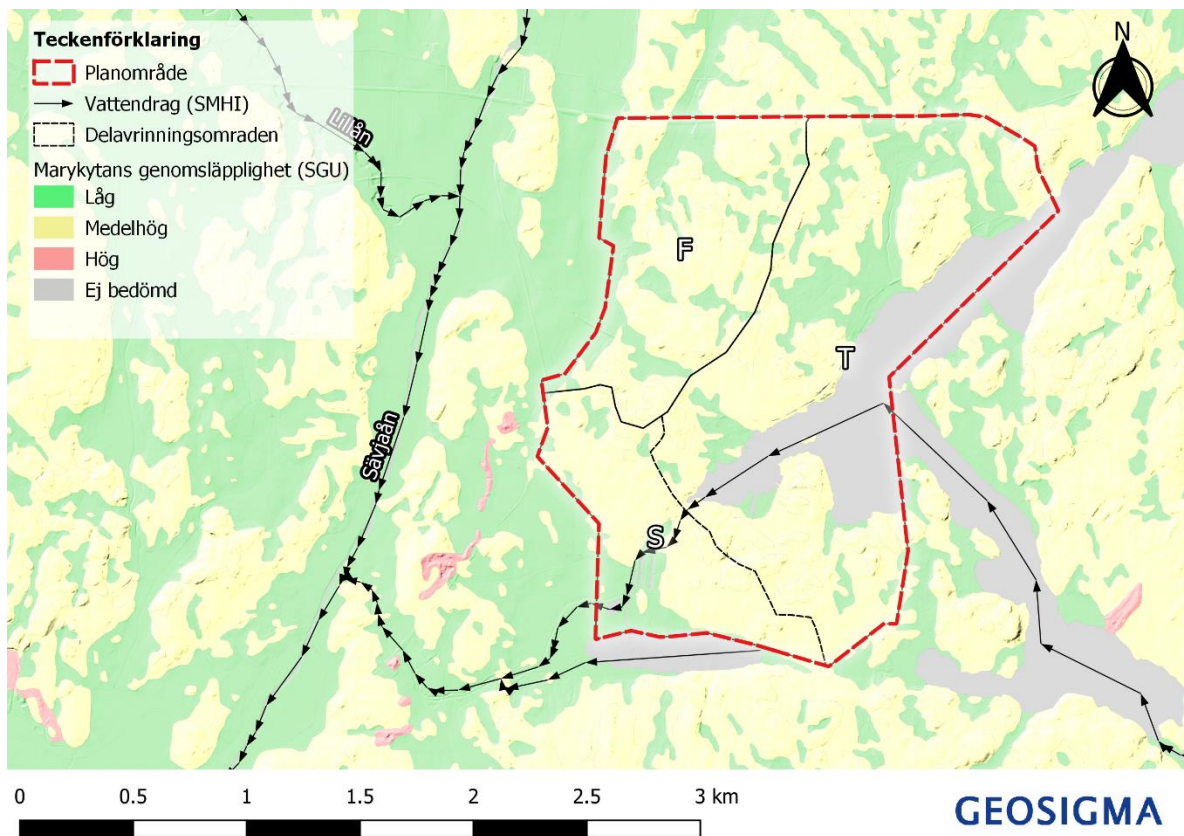 Teckenförklaring
Planområde
Vattendrag (SMHI)
Delavrinningsområden
Marykytans genomsläpplighet (SGU)
Låg
Medelhög
Hög
Ej bedömd
Lillån
Sävjaån
N
F
T
S
0 0.5 1 1.5 2 2.5 3 km
GEOSIGMA